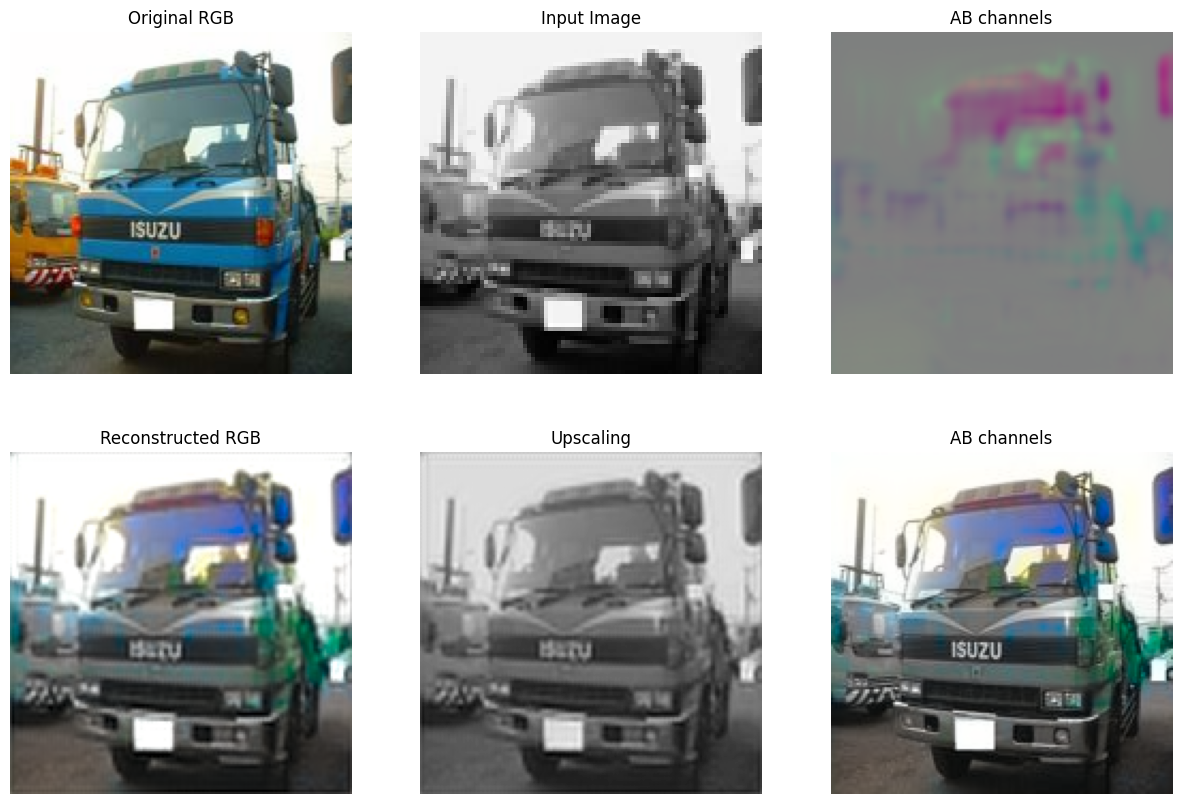 Original RGB
Input Image
AB channels
ISUZU
ISUZU
Reconstructed RGB
Upscaling
AB channels
ISUZU
ISUZU
ISUZU